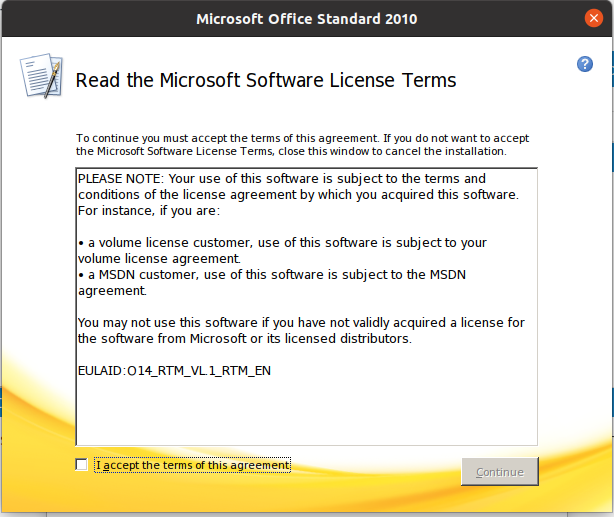 Microsoft Office Standard 2010
?
Read the Microsoft Software License Terms
To continue you must accept the terms of this agreement. If you do not want to accept
the Microsoft Software License Terms, close this window to cancel the installation.
PLEASE NOTE: Your use of this software is subject to the terms and
conditions of the license agreement by which you acquired this software.
For instance, if you are:
• a volume license customer, use of this software is subject to your
volume license agreement.
• a MSDN customer, use of this software is subject to the MSDN
agreement.
You may not use this software if you have not validly acquired a license for
the software from Microsoft or its licensed distributors.
EULAID:O14_RTM_VL.1_RTM_EN
I accept the terms of this agreement
Continue